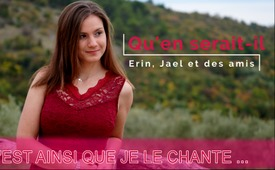 Qu'en serait-il
Erin, Jael et des amis
'EST AINSI QUE JE LE CHANTE ...